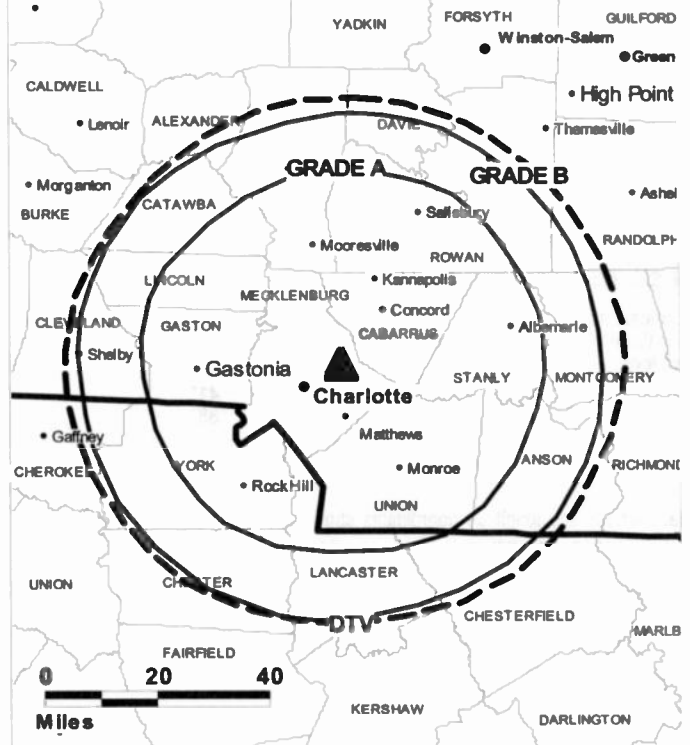 YADKIN
FORSYTH
GUILFORD
Winston-Salem
Green
CALDWELL
High Point
Lenoir
ALEXANDER
DAVIE
Thomasville
GRADE A
GRADE B
Morganton
Ashel
CATAWBA
BURKE
Salisbury
Mooresville
RANDOLPH
ROWAN
LINCOLN
Kannapolis
MECKLENBURG
Concord
CLEVELAND
GASTON
CABARRUS
Albemarle
Shelby
Gastonia
STANLY
MONTGOMERY
Charlotte
Gaffney
Matthews
CHEROKEE
YORK
Monroe
ANSON
RICHMOND
Rock Hill
UNION
LANCASTER
UNION
CHESTER
CHESTERFIELD
DTV
MARLB
FAIRFIELD
0 20 40
Miles
KERSHAW
DARLINGTON